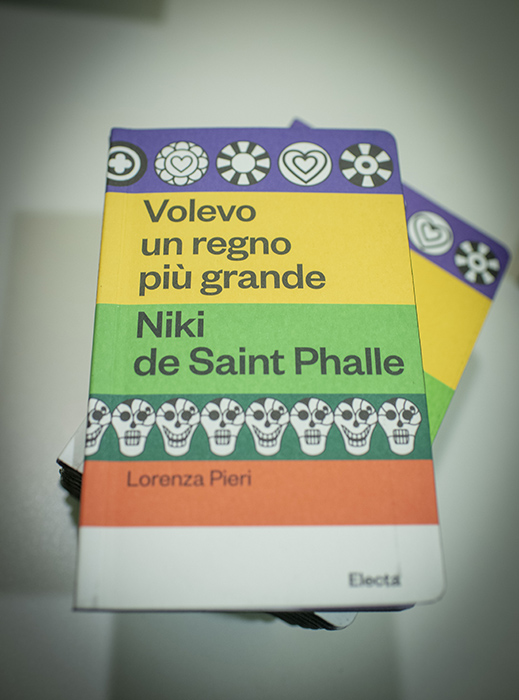 Volevo
un regno
più grande
Niki
de Saint Phalle
Lorenza Pieri
Electa